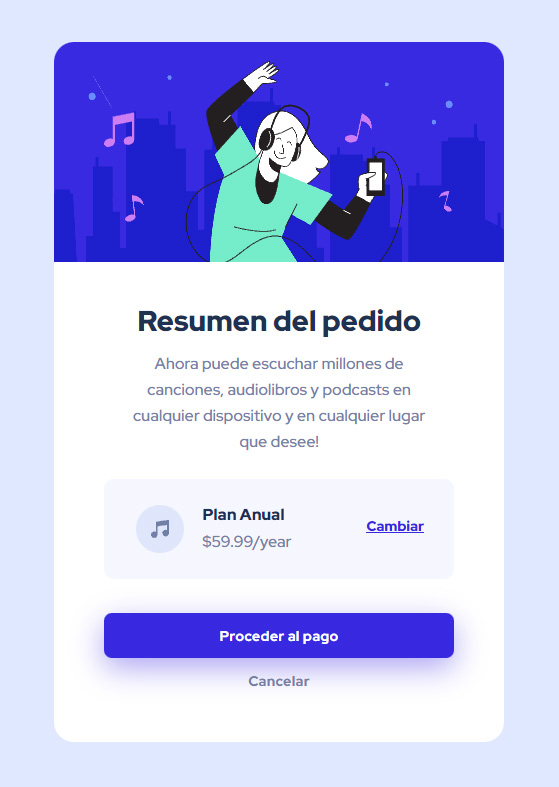 Resumen del pedido
Ahora puede escuchar millones de
canciones, audiolibros y podcasts en
cualquier dispositivo y en cualquier lugar
que desee!
Plan Anual
$59.99/year
Cambiar
Proceder al pago
Cancelar